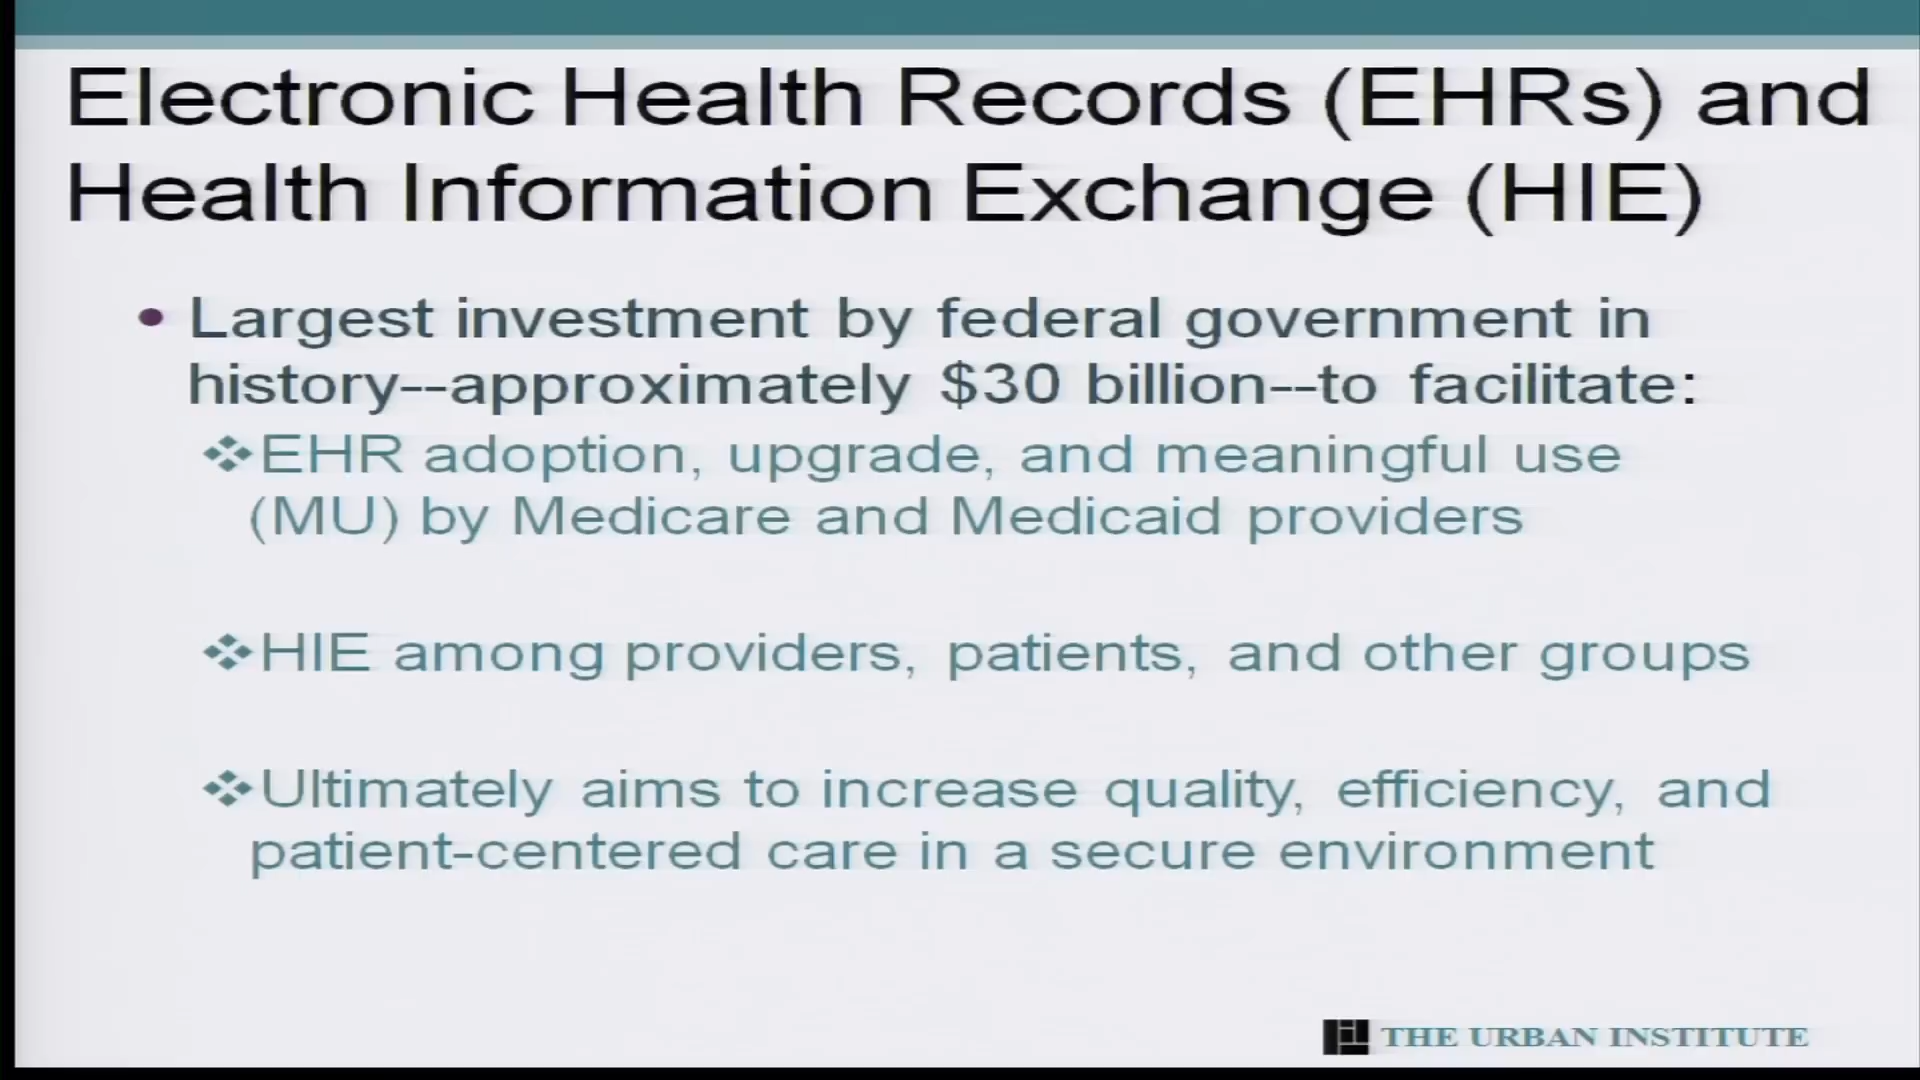 Electronic Health Records (EHRs) and
Health Information Exchange (HIE)
• Largest investment by federal government in
history--approximately $30 billion--to facilitate:
❖EHR adoption, upgrade, and meaningful use
(MU) by Medicare and Medicaid providers
❖HIE among providers, patients, and other groups
❖Ultimately aims to increase quality, efficiency, and
patient-centered care in a secure environment
THE URBAN INSTITUTE